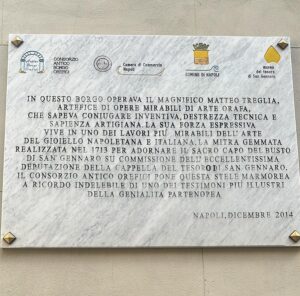 CONSORZIO
ANTICO
BORGO
OREFICI
Camera di Commercio
Napoli
COMUNE DI NAPOLI
museo
del tesoro
di San Gennaro
IN QUESTO BORGO OPERAVA IL MAGNIFICO MATTEO TREGLIA,
ARTEFICE DI OPERE MIRABILI DI ARTE ORAFA,
CHE SAPEVA CONIUGARE INVENTIVA, DESTREZZA TECNICA E
SAPIENZA ARTIGIANA. LA SUA FORZA ESPRESSIVA
VIVE IN UNO DEI LAVORI PIU' MIRABILI DELL'ARTE
DEL GIOIELLO NAPOLETANA E ITALIANA, LA MITRA GEMMATA
REALIZZATA NEL 1713 PER ADORNARE IL SACRO CAPO DEL BUSTO
DI SAN GENNARO SU COMMISSIONE DELL'ECCELLENTISSIMA
DEPUTAZIONE DELLA CAPPELLA DEL TESORO DI SAN GENNARO.
IL CONSORZIO ANTICO OREFICI PONE QUESTA STELE MARMOREA
A RICORDO INDELEBILE DI UNO DEI TESTIMONI PIU' ILLUSTRI
DELLA GENIALITA' PARTENOPEA
NAPOLI, DICEMBRE 2014